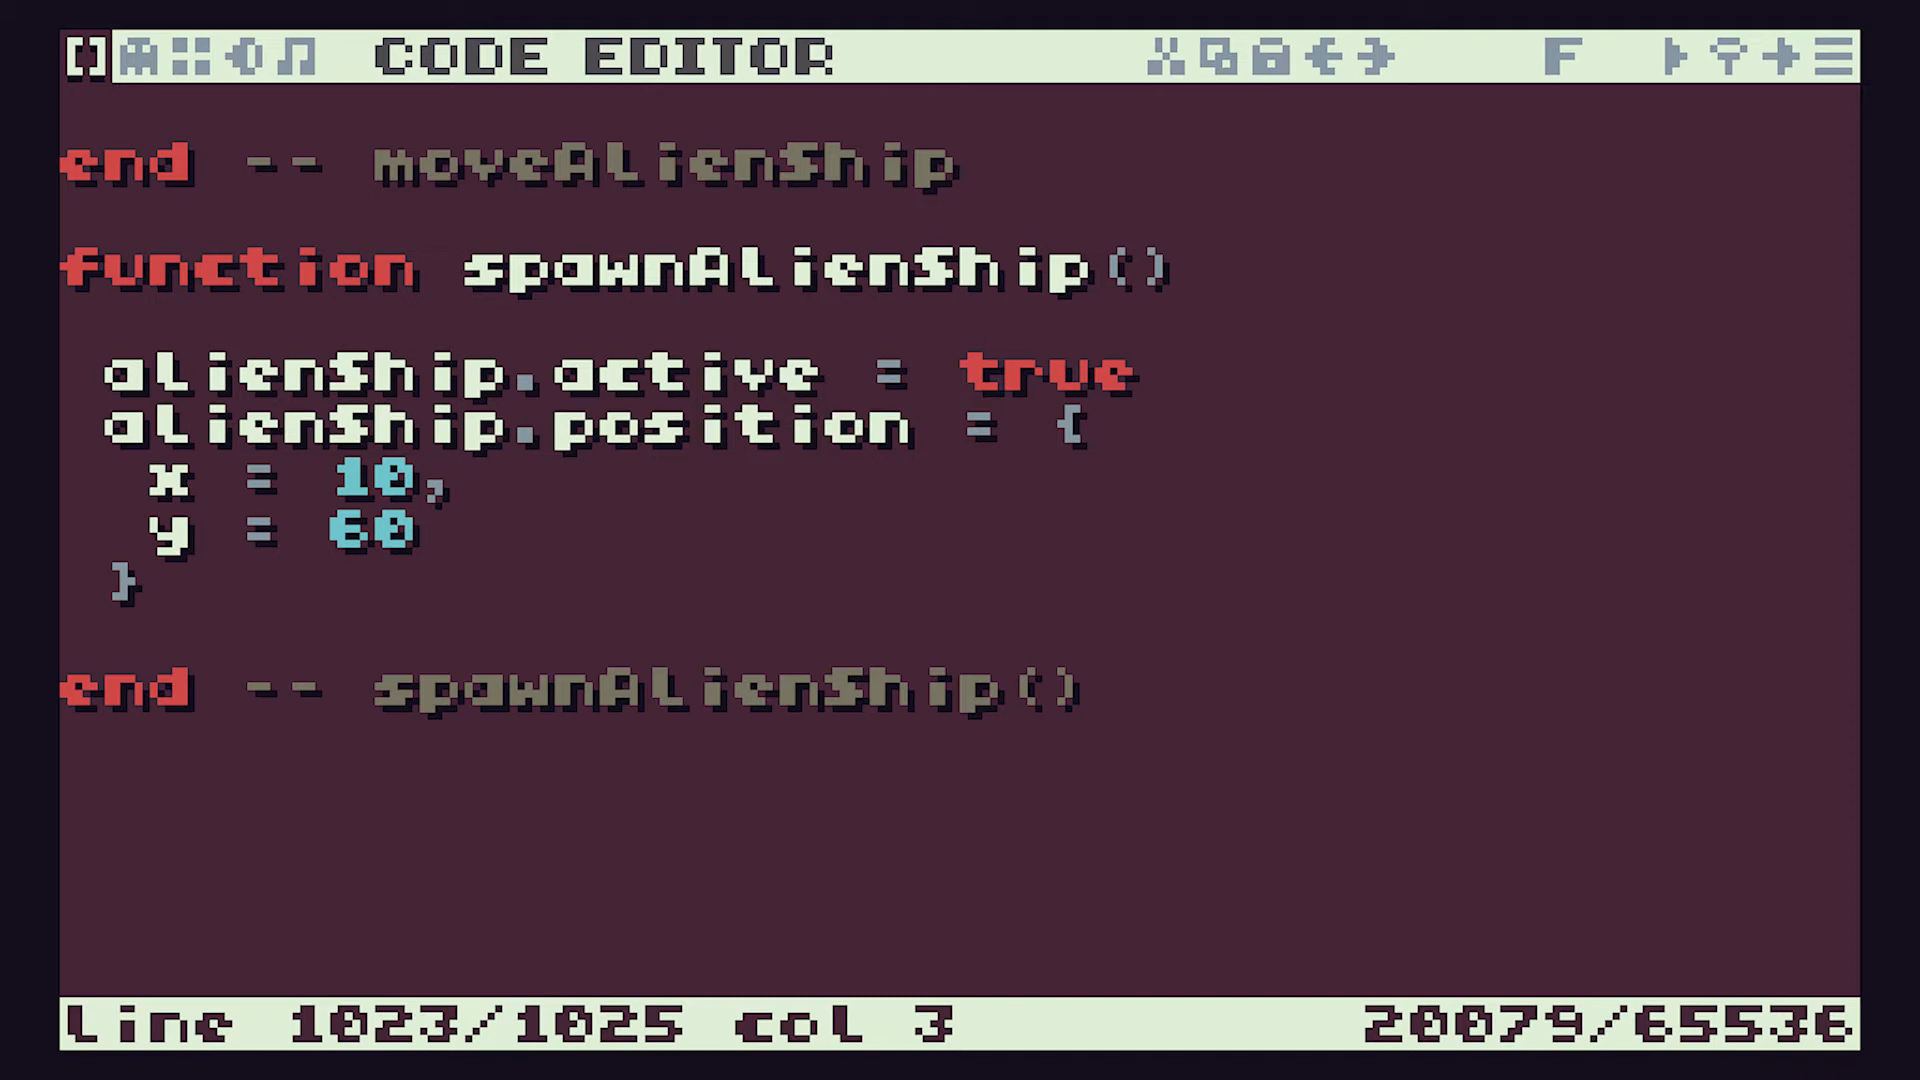 CODE EDITOR F
end -- moveAlienShip
function spawnAlienShip()
alienShip.active = true
alienShip.position = {
x = 10,
y = 60
}
end -- spawnAlienShip()
line 1023/1025 col 3 20079/65536